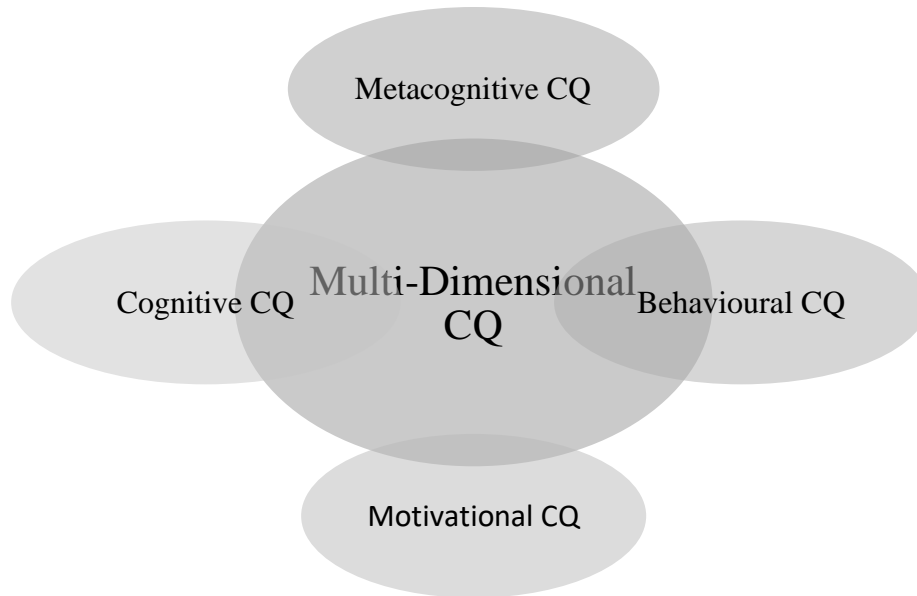 Metacognitive CQ
Cognitive CQ
Multi-Dimensional
CQ
Behavioural CQ
Motivational CQ